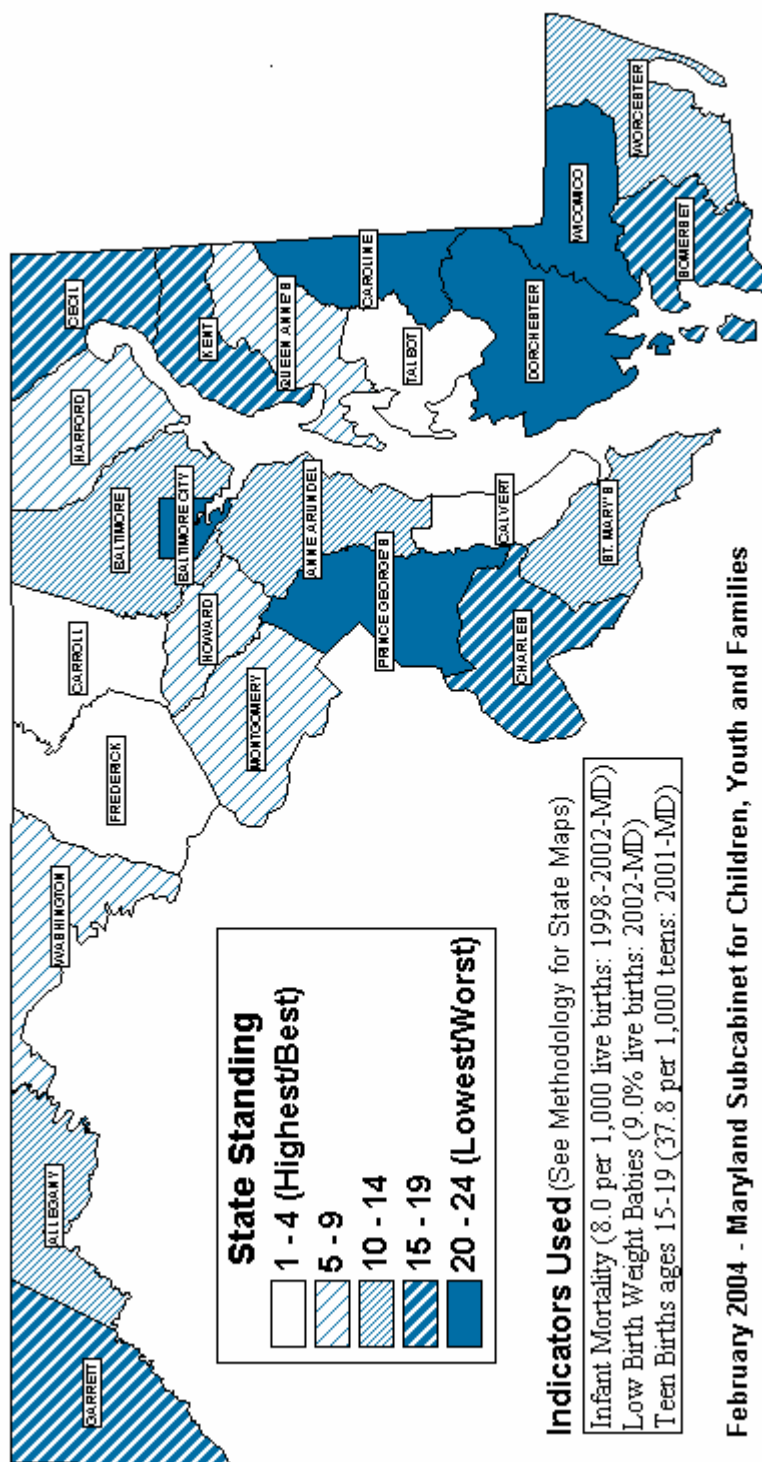 GARRETT
ALLEGANY
WASHINGTON
FREDERICK
CARROLL
BALTIMORE
HARFORD
CECIL
BALTIMORE CITY
KENT
HOWARD
MONTGOMERY
ANNE ARUNDEL
QUEEN ANNE'S
CAROLINE
TALBOT
PRINCE GEORGE'S
CALVERT
CHARLES
ST. MARY'S
DORCHESTER
WICOMICO
WORCESTER
SOMERSET
State Standing
1 - 4 (Highest/Best)
5 - 9
10 - 14
15 - 19
20 - 24 (Lowest/Worst)
Indicators Used (See Methodology for State Maps)
Infant Mortality (8.0 per 1,000 live births: 1998-2002-MD)
Low Birth Weight Babies (9.0% live births: 2002-MD)
Teen Births ages 15-19 (37.8 per 1,000 teens: 2001-MD)
February 2004 - Maryland Subcabinet for Children, Youth and Families